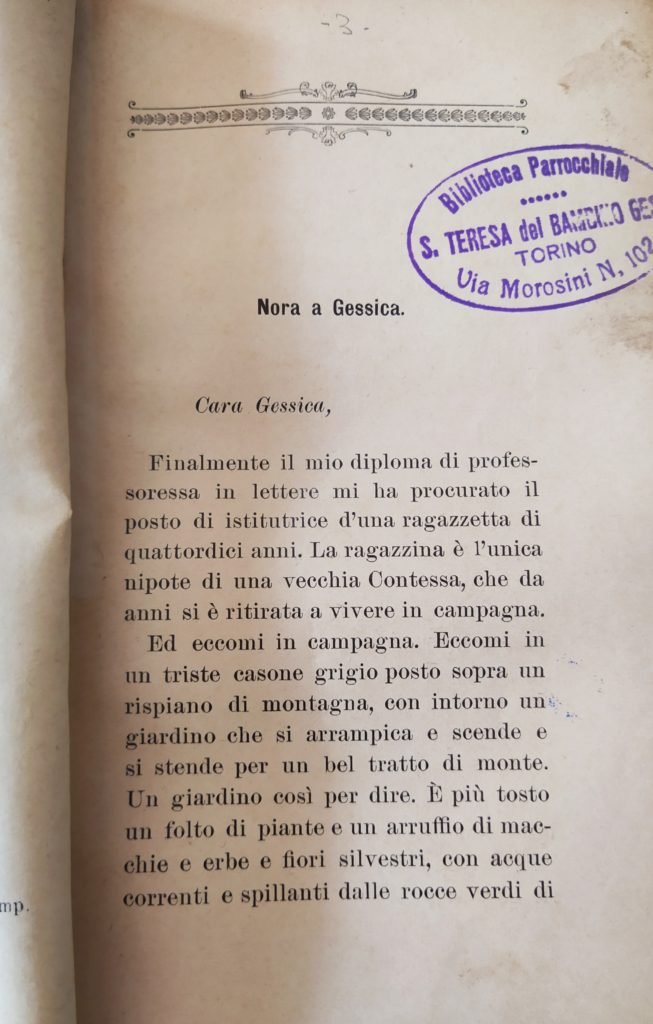 -3-
Biblioteca Parrocchiale
S. TERESA del BAMBINO GES
TORINO
Via Morosini N. 102
Nora a Gessica.
Cara Gessica,
Finalmente il mio diploma di profes-
soressa in lettere mi ha procurato il
posto di istitutrice d'una ragazzetta di
quattordici anni. La ragazzina è l'unica
nipote di una vecchia Contessa, che da
anni si è ritirata a vivere in campagna.
Ed eccomi in campagna. Eccomi in
un triste casone grigio posto sopra un
rispiano di montagna, con intorno un
giardino che si arrampica e scende e
si stende per un bel tratto di monte.
Un giardino così per dire. È più tosto
un folto di piante e un arruffio di mac-
chie e erbe e fiori silvestri, con acque
correnti e spillanti dalle rocce verdi di
mp.